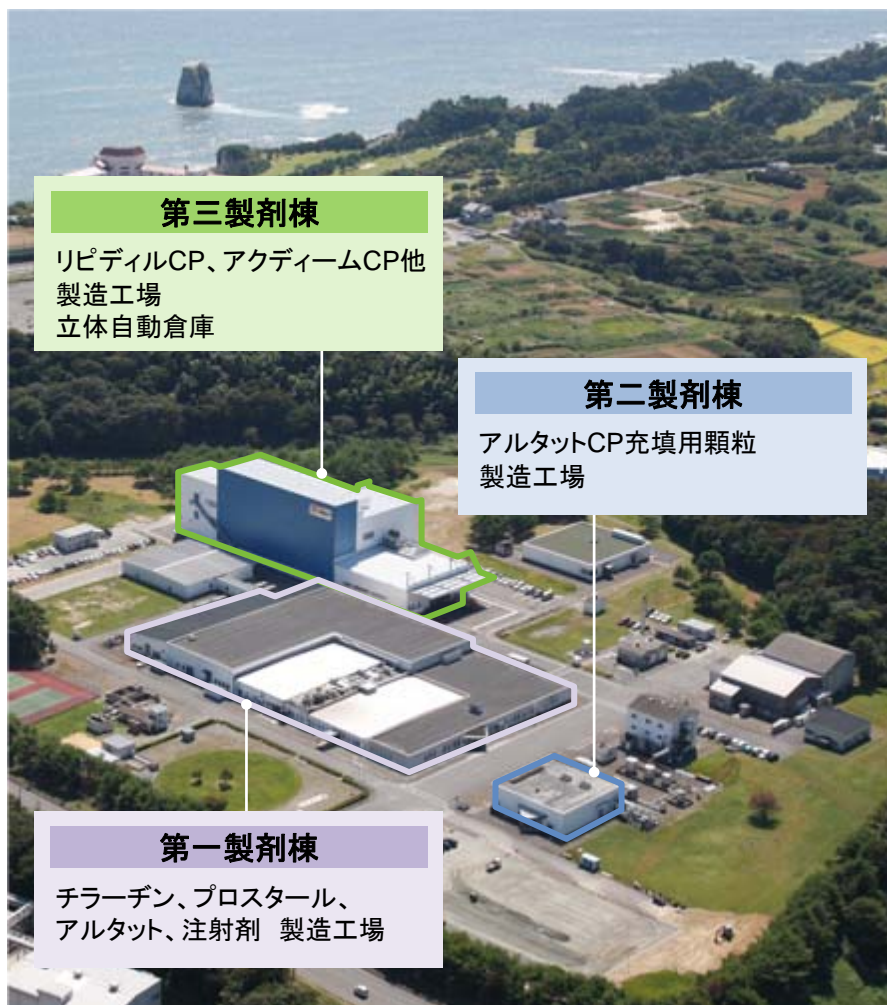 第三製剤棟
リピディルCP、アクディームCP他
製造工場
立体自動倉庫
第二製剤棟
アルタットCP充填用顆粒
製造工場
第一製剤棟
チラーヂン、プロスタール、
アルタット、注射剤　製造工場